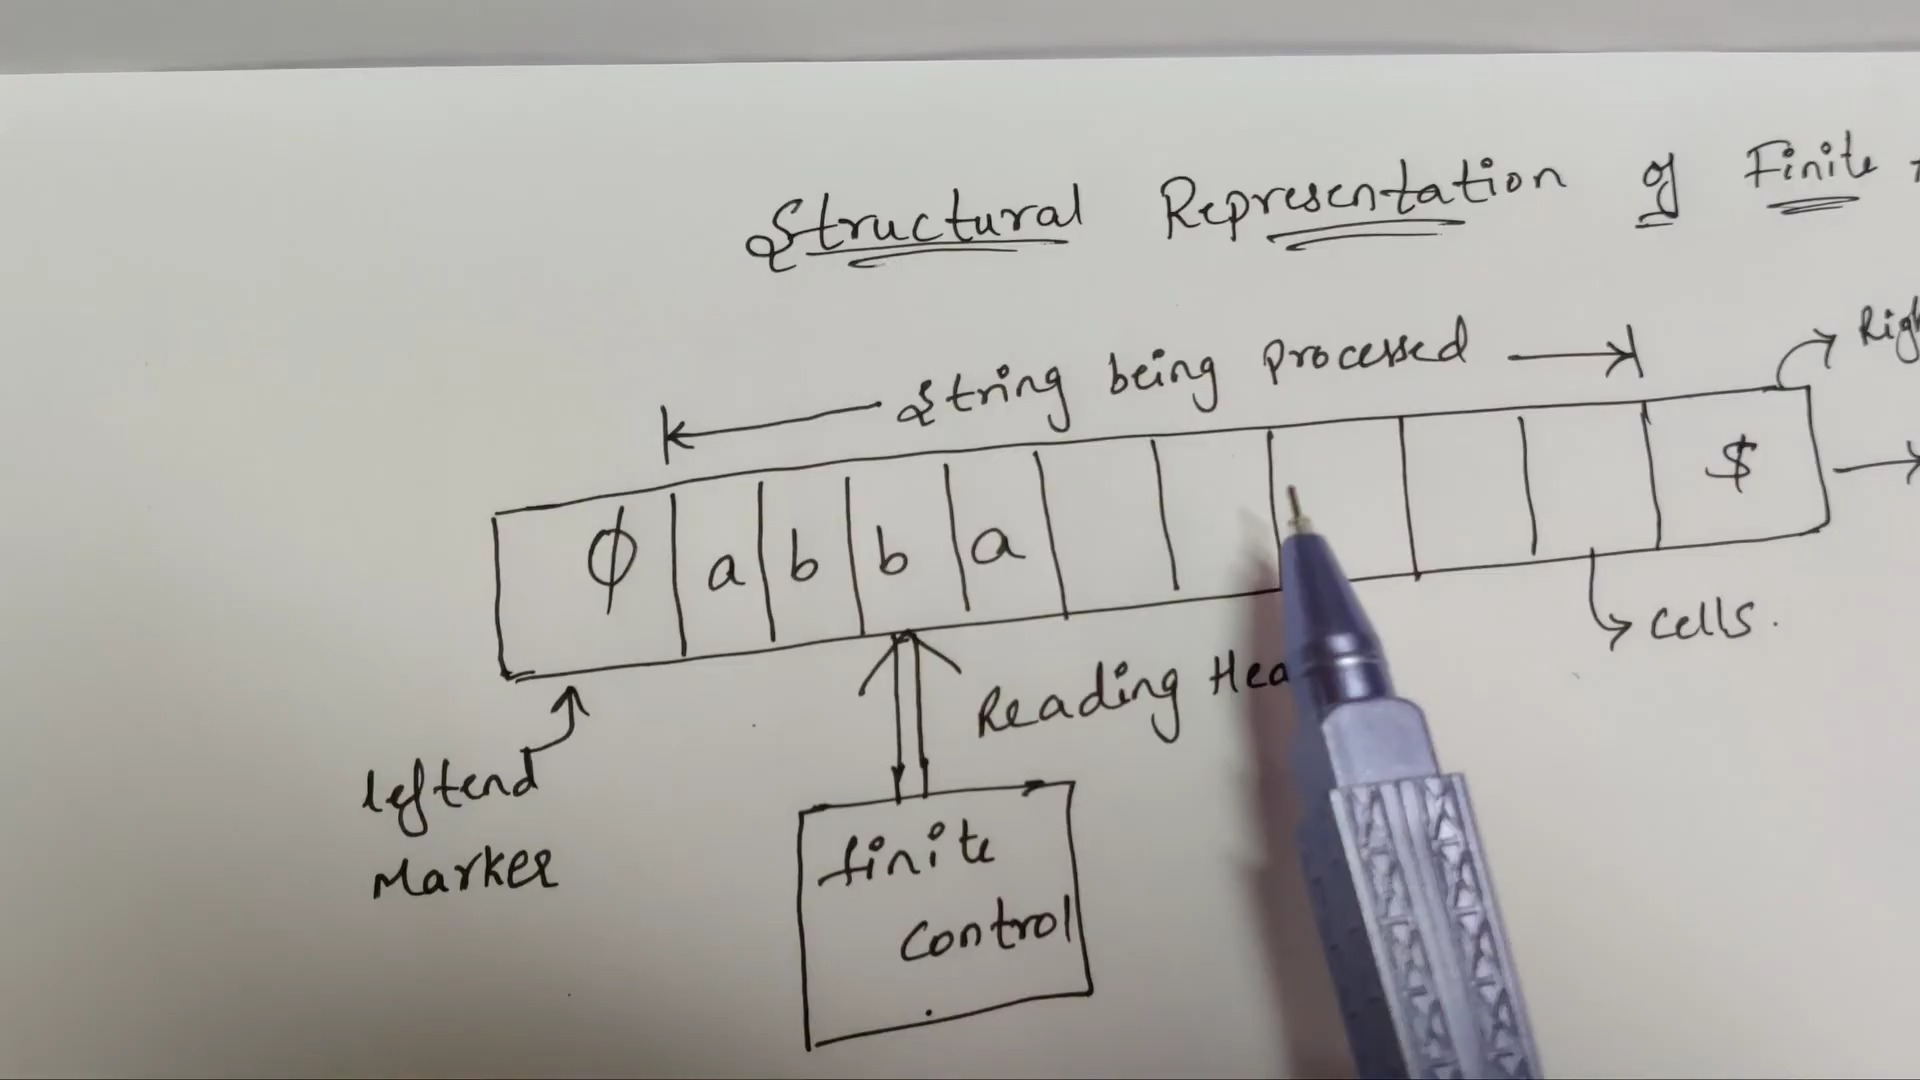 Structural Representation of Finite
String being processed
ϕ a b b a $
cells.
Reading Hea
leftend
Marker
finite
control